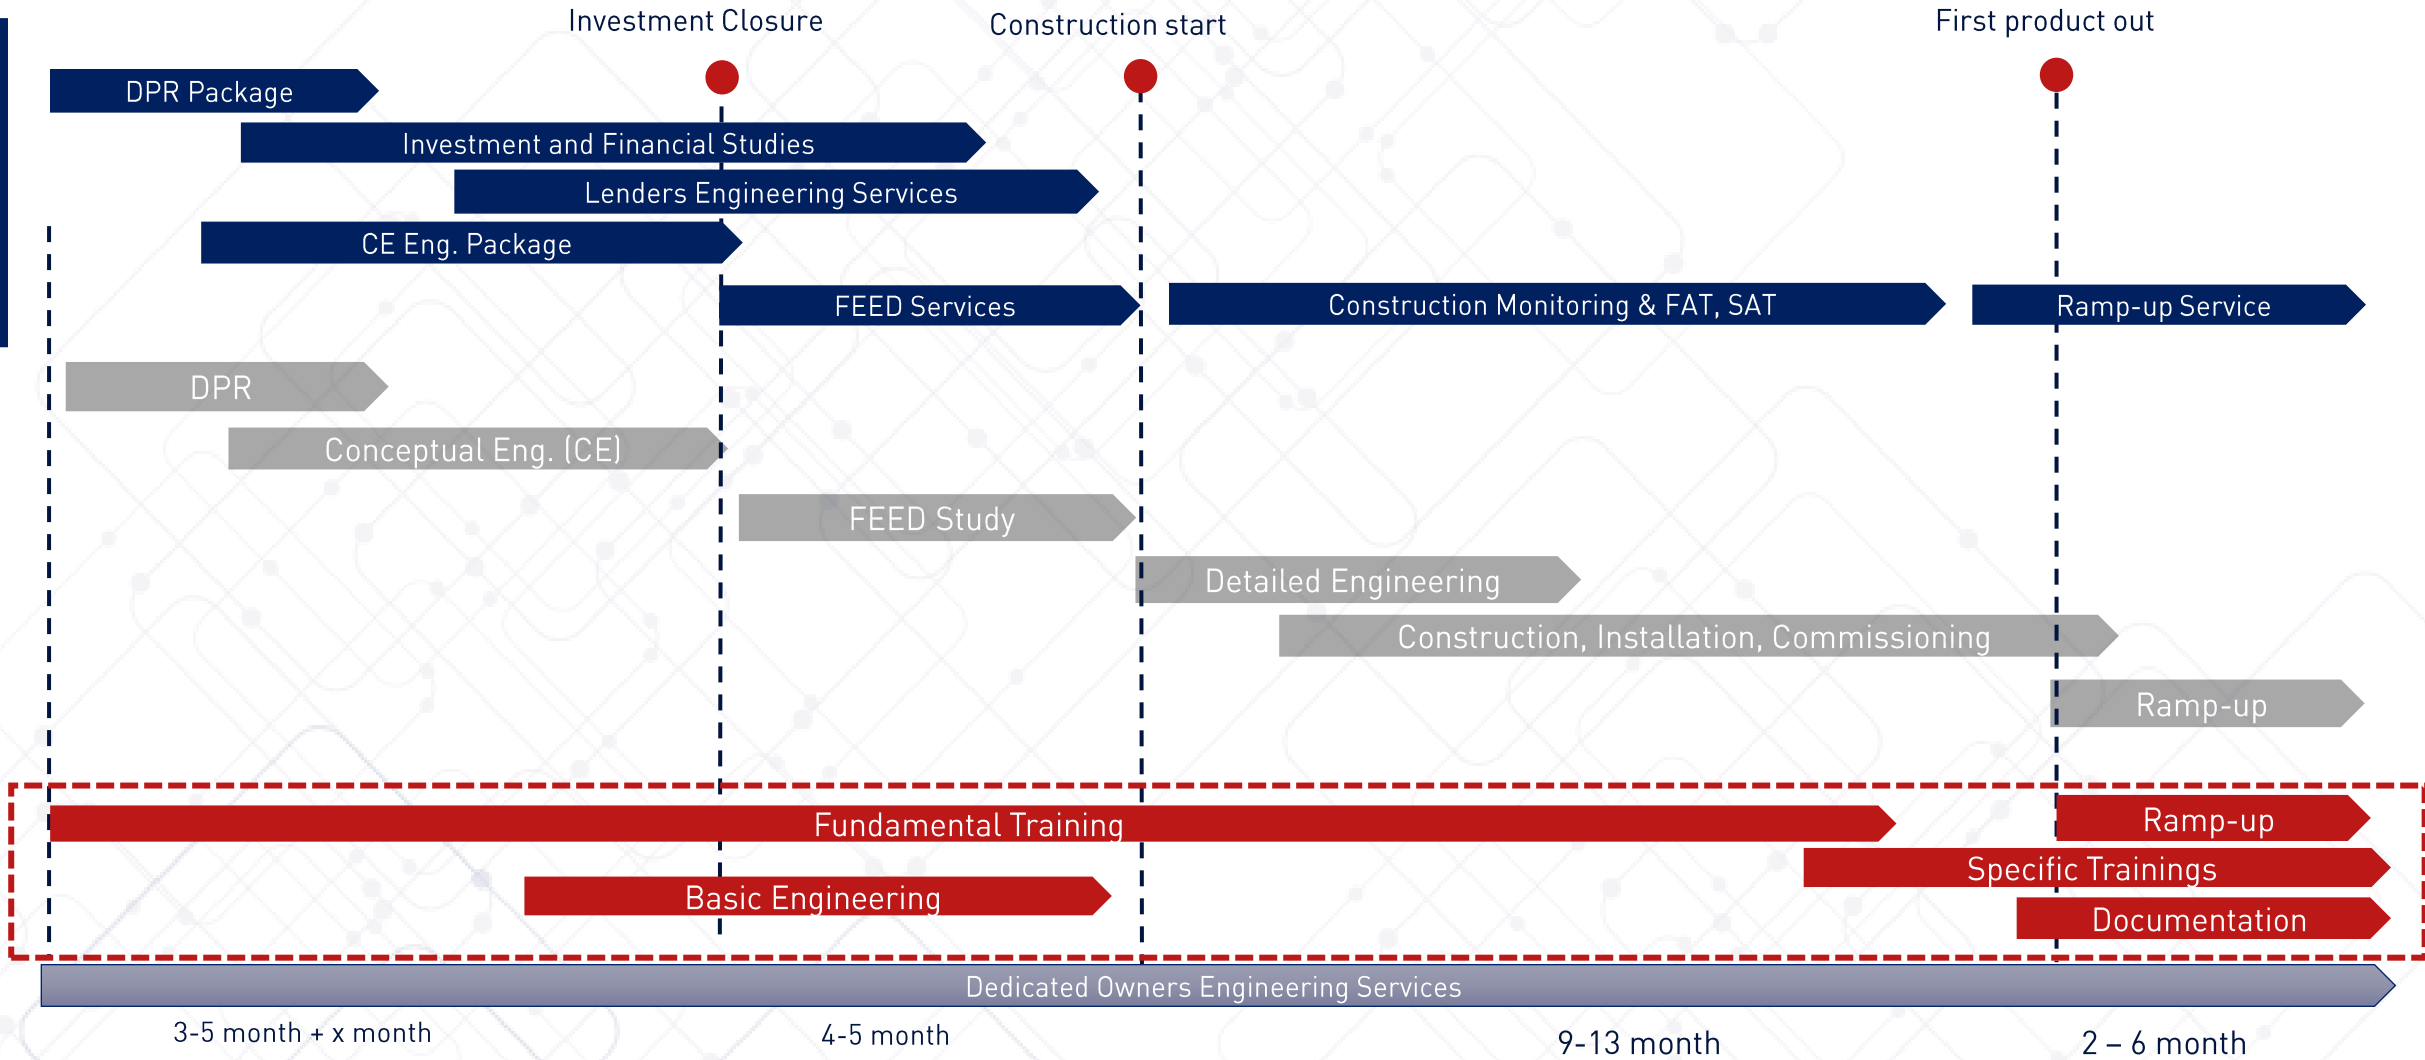 Investment Closure
Construction start
First product out
DPR Package
Investment and Financial Studies
Lenders Engineering Services
CE Eng. Package
FEED Services
Construction Monitoring & FAT, SAT
Ramp-up Service
DPR
Conceptual Eng. (CE)
FEED Study
Detailed Engineering
Construction, Installation, Commissioning
Ramp-up
Fundamental Training
Ramp-up
Specific Trainings
Basic Engineering
Documentation
Dedicated Owners Engineering Services
3-5 month + x month
4-5 month
9-13 month
2 – 6 month